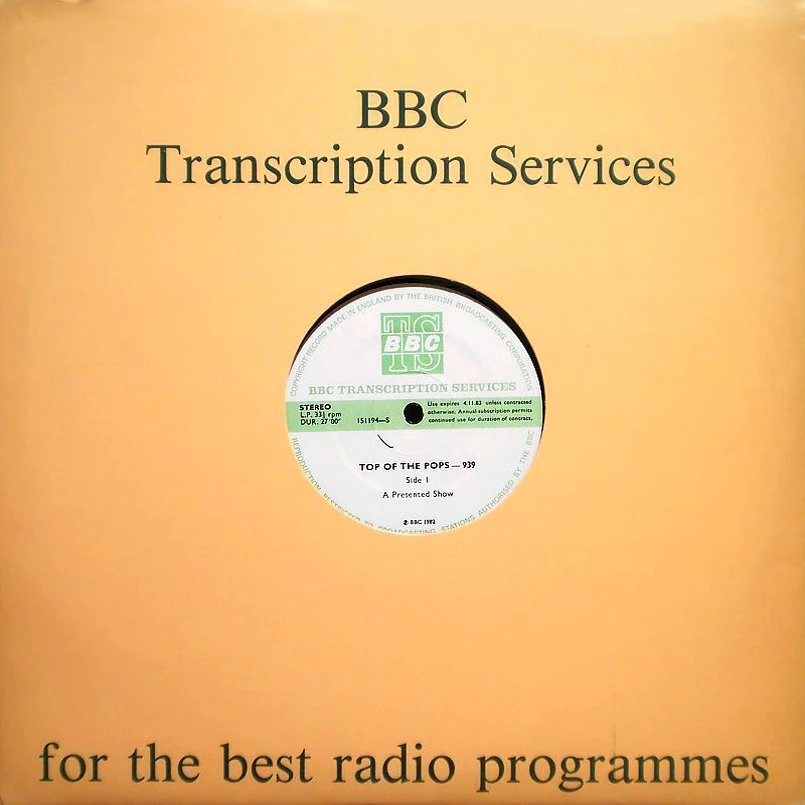 BBC
Transcription Services
COPYRIGHT RECORD MADE IN ENGLAND BY THE BRITISH BROADCASTING CORPORATION
TS
BBC
BBC TRANSCRIPTION SERVICES
STEREO
L.P. 33⅓ rpm
DUR. 27'00"
151194—S
Use expires 4.11.83 unless contracted
otherwise. Annual subscription permits
continued use for duration of contract.
TOP OF THE POPS — 939
Side 1
A Presented Show
℗ BBC 1982
REPRODUCTION RESTRICTED TO BROADCASTING STATIONS AUTHORISED BY THE BBC
for the best radio programmes